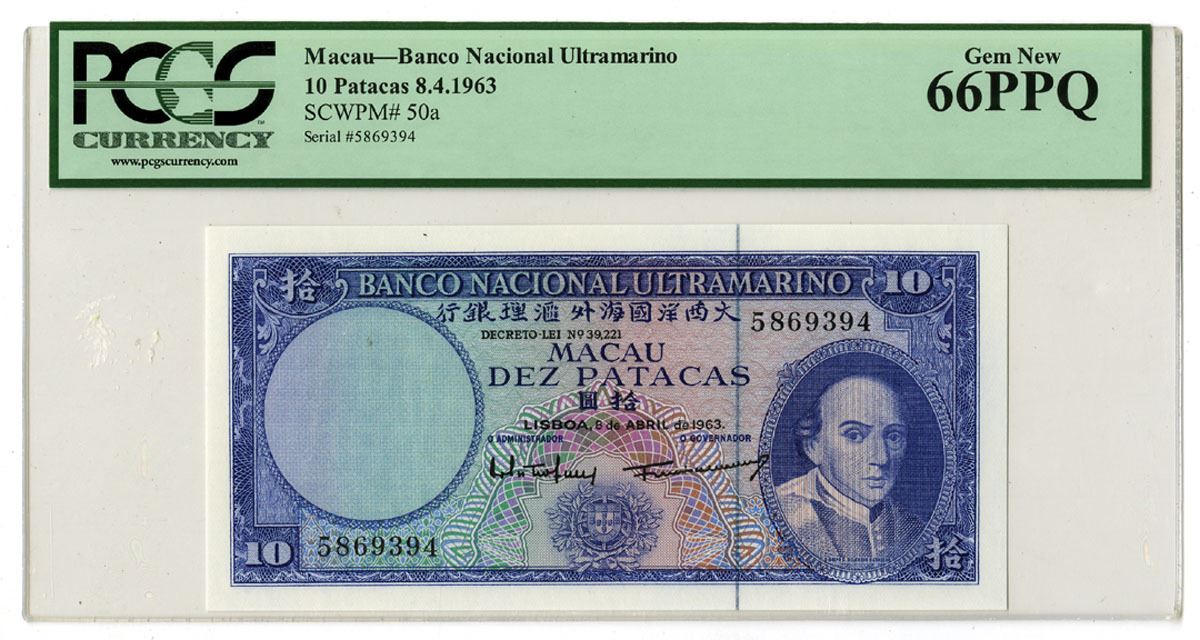 PCGS
CURRENCY
www.pcgscurrency.com
Macau—Banco Nacional Ultramarino
10 Patacas 8.4.1963
SCWPM# 50a
Serial #5869394
Gem New
66PPQ
拾 BANCO NACIONAL ULTRAMARINO 10
行銀理滙外海國洋西大
5869394
DECRETO-LEI Nº 39,221
MACAU
DEZ PATACAS
圓拾
LISBOA, 8 de ABRIL de 1963.
O ADMINISTRADOR O GOVERNADOR
10 5869394
BANCO NACIONAL ULTRAMARINO
拾